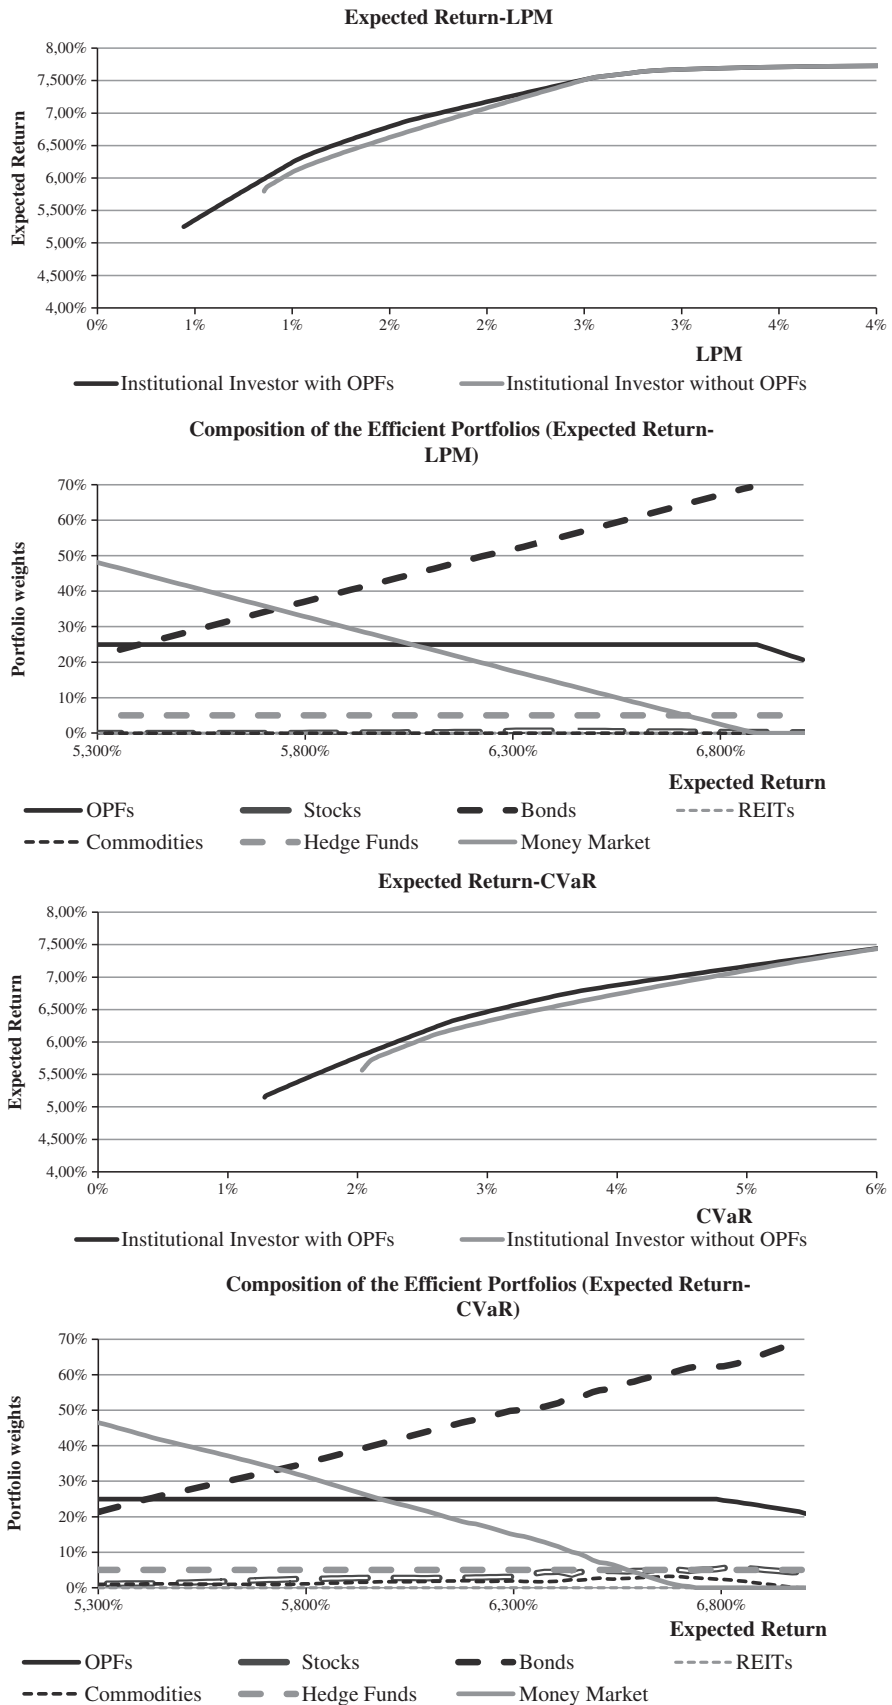 Expected Return-LPM
8,00%
7,500%
7,00%
6,500%
6,00%
5,500%
5,00%
4,500%
4,00%
Expected Return
0% 1% 1% 2% 2% 3% 3% 4% 4%
LPM
Institutional Investor with OPFs Institutional Investor without OPFs
Composition of the Efficient Portfolios (Expected Return-
LPM)
70%
60%
50%
40%
30%
20%
10%
0%
Portfolio weights
5,300% 5,800% 6,300% 6,800%
Expected Return
OPFs Stocks Bonds REITs
Commodities Hedge Funds Money Market
Expected Return-CVaR
8,00%
7,500%
7,00%
6,500%
6,00%
5,500%
5,00%
4,500%
4,00%
Expected Return
0% 1% 2% 3% 4% 5% 6%
CVaR
Institutional Investor with OPFs Institutional Investor without OPFs
Composition of the Efficient Portfolios (Expected Return-
CVaR)
70%
60%
50%
40%
30%
20%
10%
0%
Portfolio weights
5,300% 5,800% 6,300% 6,800%
Expected Return
OPFs Stocks Bonds REITs
Commodities Hedge Funds Money Market